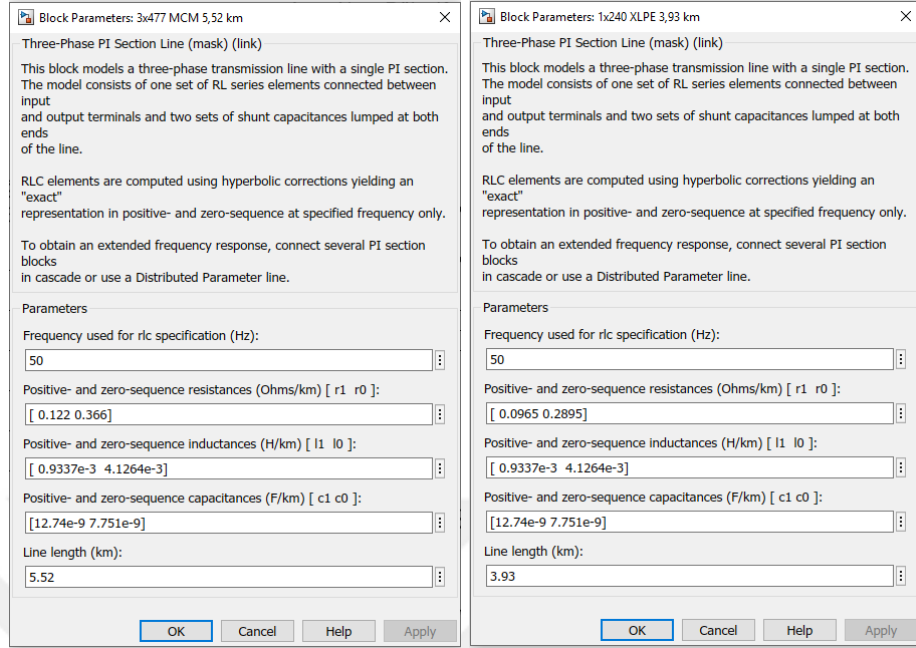 Block Parameters: 3x477 MCM 5,52 km
Three-Phase PI Section Line (mask) (link)
This block models a three-phase transmission line with a single PI section.
The model consists of one set of RL series elements connected between
input
and output terminals and two sets of shunt capacitances lumped at both
ends
of the line.
RLC elements are computed using hyperbolic corrections yielding an
"exact"
representation in positive- and zero-sequence at specified frequency only.
To obtain an extended frequency response, connect several PI section
blocks
in cascade or use a Distributed Parameter line.
Parameters
Frequency used for rlc specification (Hz):
50
Positive- and zero-sequence resistances (Ohms/km) [ r1 r0 ]:
[ 0.122 0.366]
Positive- and zero-sequence inductances (H/km) [ l1 l0 ]:
[ 0.9337e-3 4.1264e-3]
Positive- and zero-sequence capacitances (F/km) [ c1 c0 ]:
[12.74e-9 7.751e-9]
Line length (km):
5.52
OK Cancel Help Apply
Block Parameters: 1x240 XLPE 3,93 km
Three-Phase PI Section Line (mask) (link)
This block models a three-phase transmission line with a single PI section.
The model consists of one set of RL series elements connected between
input
and output terminals and two sets of shunt capacitances lumped at both
ends
of the line.
RLC elements are computed using hyperbolic corrections yielding an
"exact"
representation in positive- and zero-sequence at specified frequency only.
To obtain an extended frequency response, connect several PI section
blocks
in cascade or use a Distributed Parameter line.
Parameters
Frequency used for rlc specification (Hz):
50
Positive- and zero-sequence resistances (Ohms/km) [ r1 r0 ]:
[ 0.0965 0.2895]
Positive- and zero-sequence inductances (H/km) [ l1 l0 ]:
[ 0.9337e-3 4.1264e-3]
Positive- and zero-sequence capacitances (F/km) [ c1 c0 ]:
[12.74e-9 7.751e-9]
Line length (km):
3.93
OK Cancel Help Apply